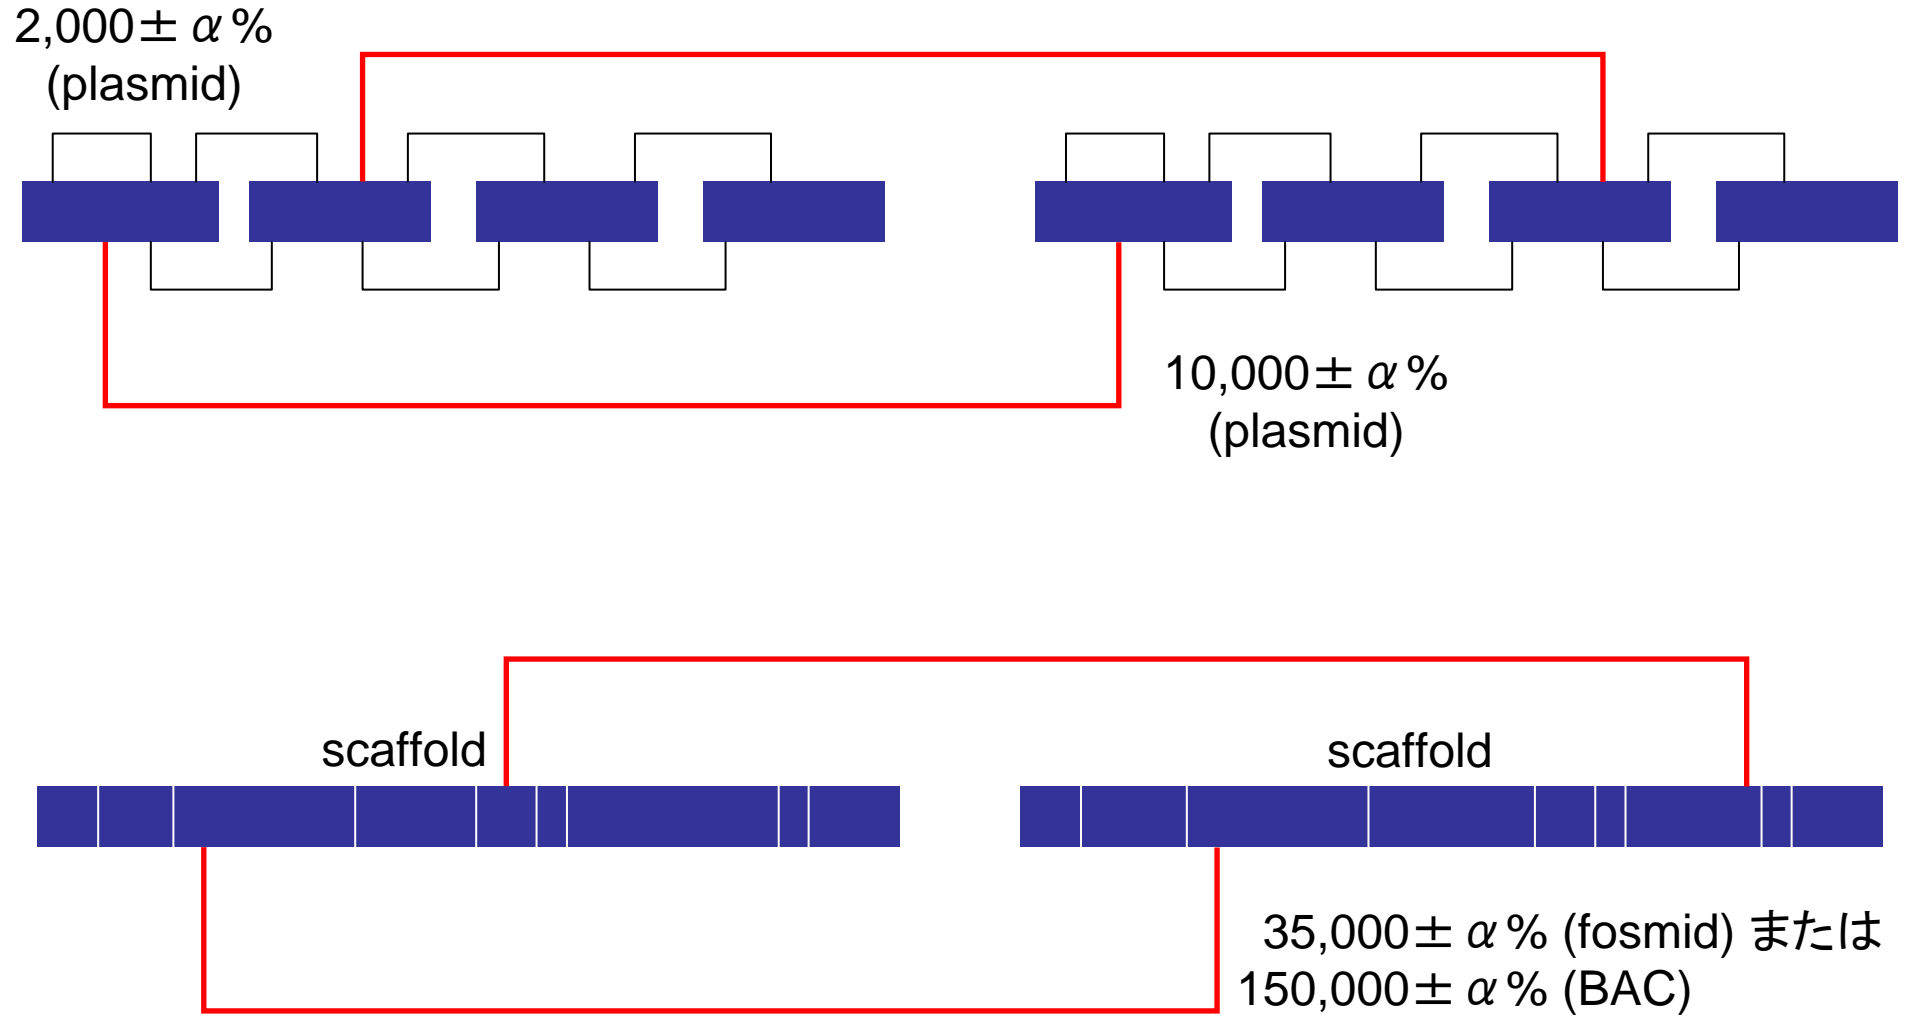 2,000± α %
(plasmid)
10,000± α %
(plasmid)
scaffold
scaffold
35,000± α % (fosmid) または
150,000± α % (BAC)